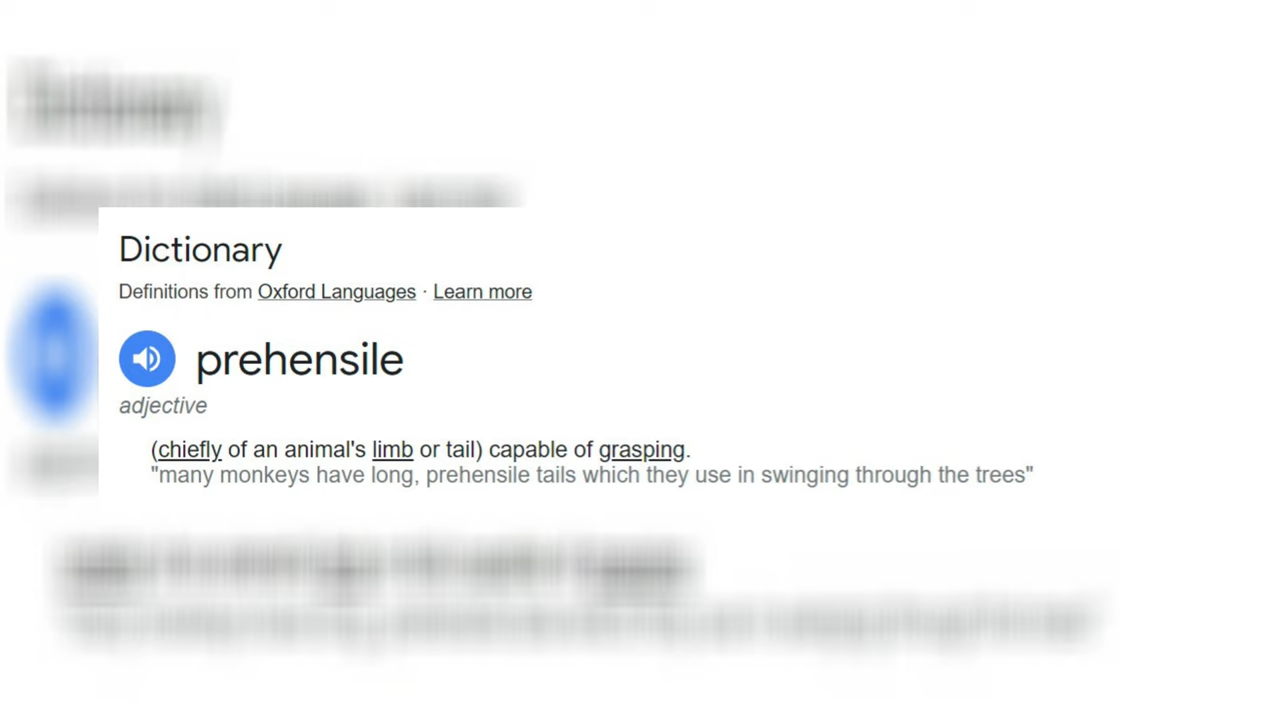 Dictionary
Definitions from Oxford Languages · Learn more
prehensile
adjective
(chiefly of an animal's limb or tail) capable of grasping.
"many monkeys have long, prehensile tails which they use in swinging through the trees"